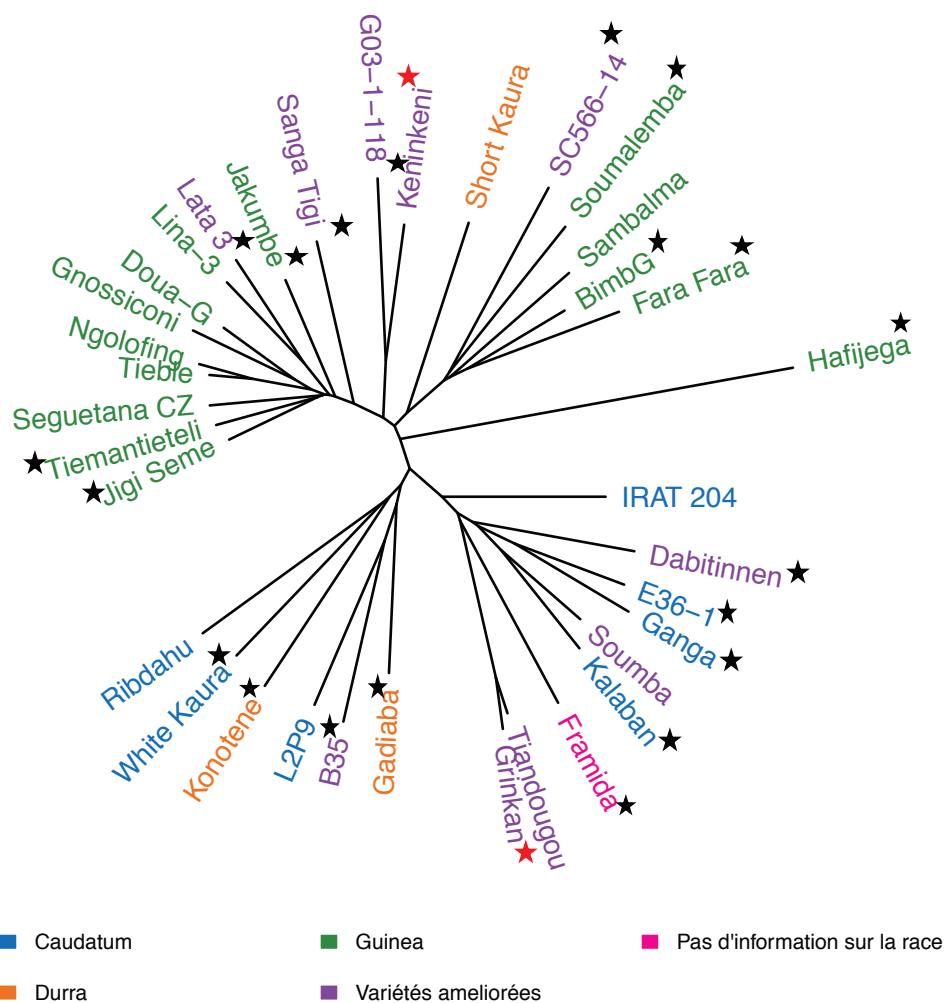 G03–1–118
Keninkeni
Short Kaura
SC566–14
Soumalemba
Sambalma
BimbG
Fara Fara
Hafijega
Sanga Tigi
Jakumbe
Lata 3
Lina–3
Doua–G
Gnossiconi
Ngolofing
Tieble
Seguetana CZ
Tiemantieteli
Jigi Seme
IRAT 204
Dabitinnen
E36–1
Ganga
Soumba
Kalaban
Framida
Tiandougou
Grinkan
Gadiaba
B35
L2P9
Konotene
White Kaura
Ribdahu
Caudatum
Guinea
Pas d'information sur la race
Durra
Variétés ameliorées